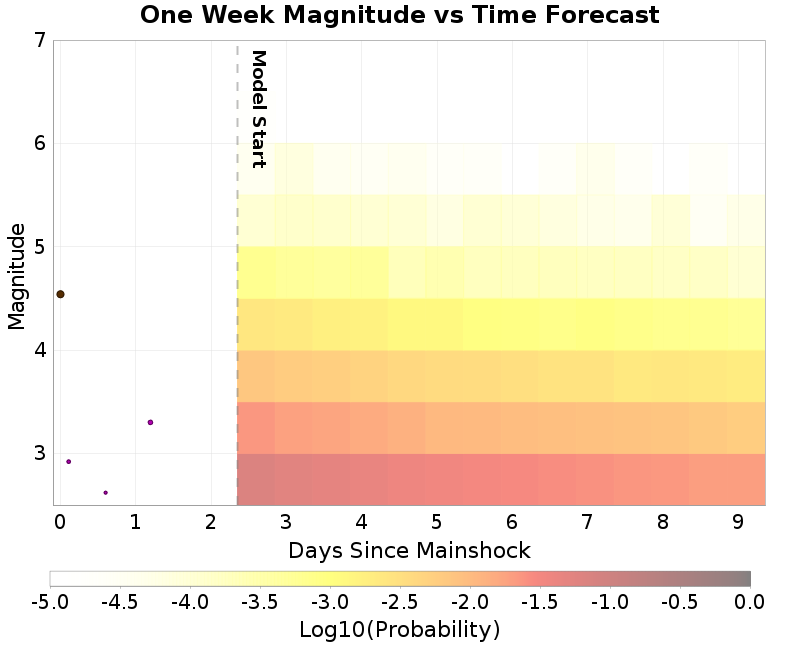 One Week Magnitude vs Time Forecast
7
6
5
4
3
Magnitude
Model Start
0 1 2 3 4 5 6 7 8 9
Days Since Mainshock
-5.0 -4.5 -4.0 -3.5 -3.0 -2.5 -2.0 -1.5 -1.0 -0.5 0.0
Log10(Probability)